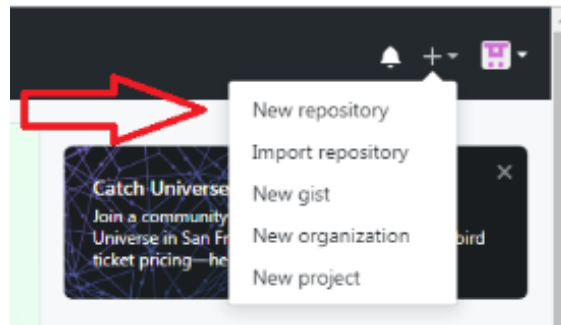 New repository
Import repository
New gist
New organization
New project
Catch Universe
Join a community
Universe in San Fr bird
ticket pricing—he